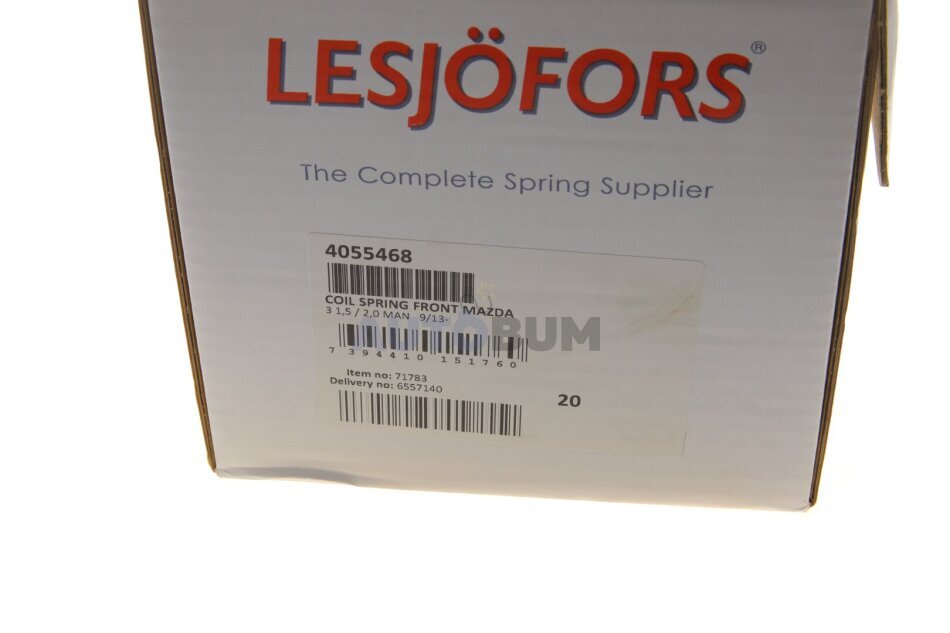 LESJÖFORS®
The Complete Spring Supplier
4055468
COIL SPRING FRONT MAZDA
3 1,5 / 2,0 MAN 9/13-
AUTOBUM
7 394410 151760
Item no: 71783
Delivery no: 6557140
20